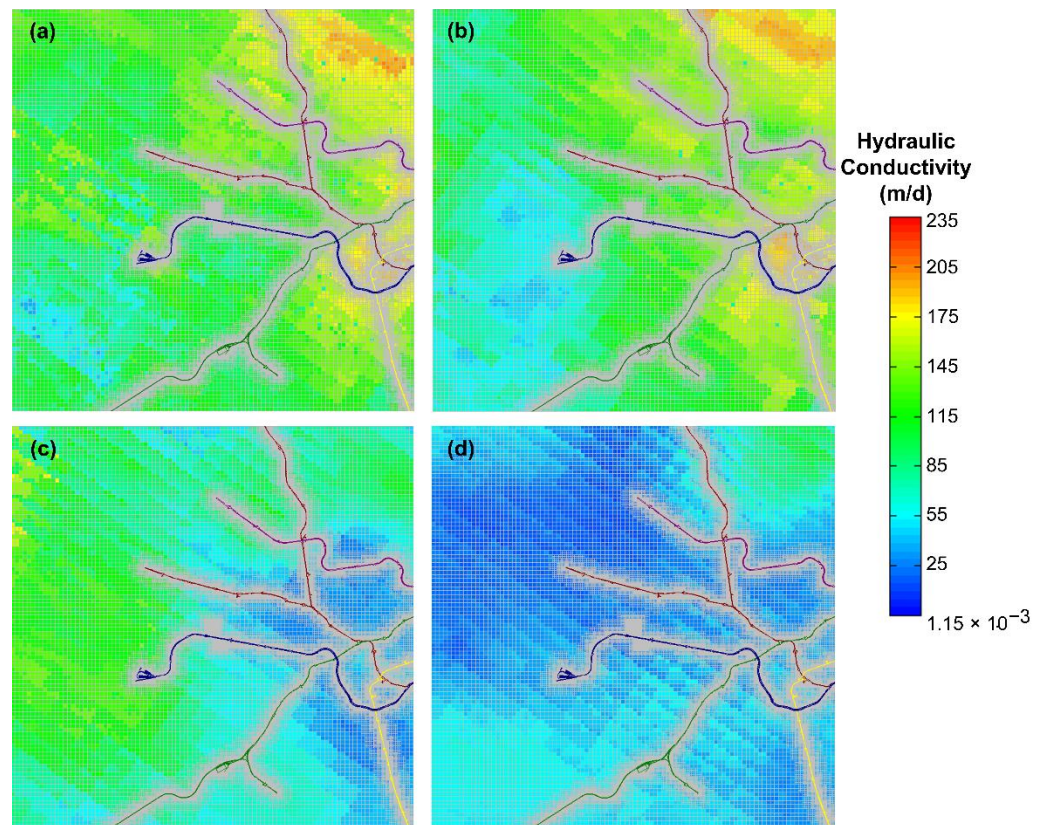 (a)
(b)
Hydraulic
Conductivity
(m/d)
235
205
175
145
115
85
55
25
1.15 × 10⁻³
(c)
(d)